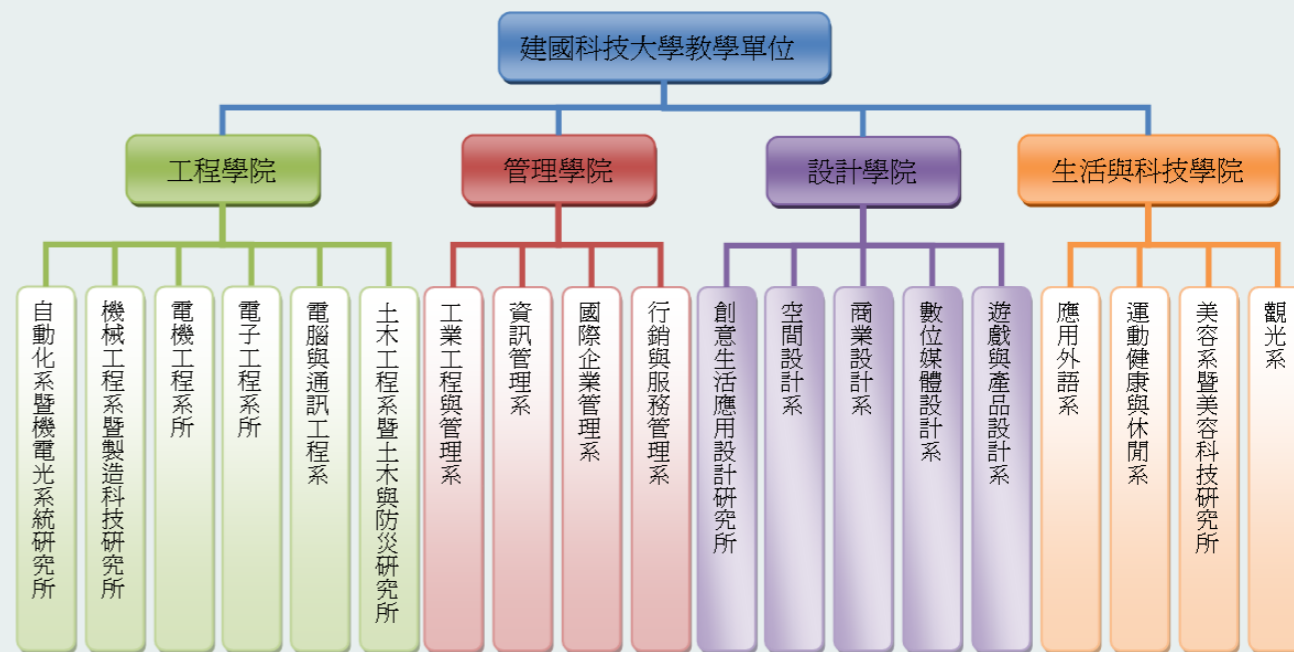 建國科技大學教學單位
工程學院
管理學院
設計學院
生活與科技學院
自動化系暨機電光系統研究所
機械工程系暨製造科技研究所
電機工程系所
電子工程系所
電腦與通訊工程系
土木工程系暨土木與防災研究所
工業工程與管理系
資訊管理系
國際企業管理系
行銷與服務管理系
創意生活應用設計研究所
空間設計系
商業設計系
數位媒體設計系
遊戲與產品設計系
應用外語系
運動健康與休閒系
美容系暨美容科技研究所
觀光系